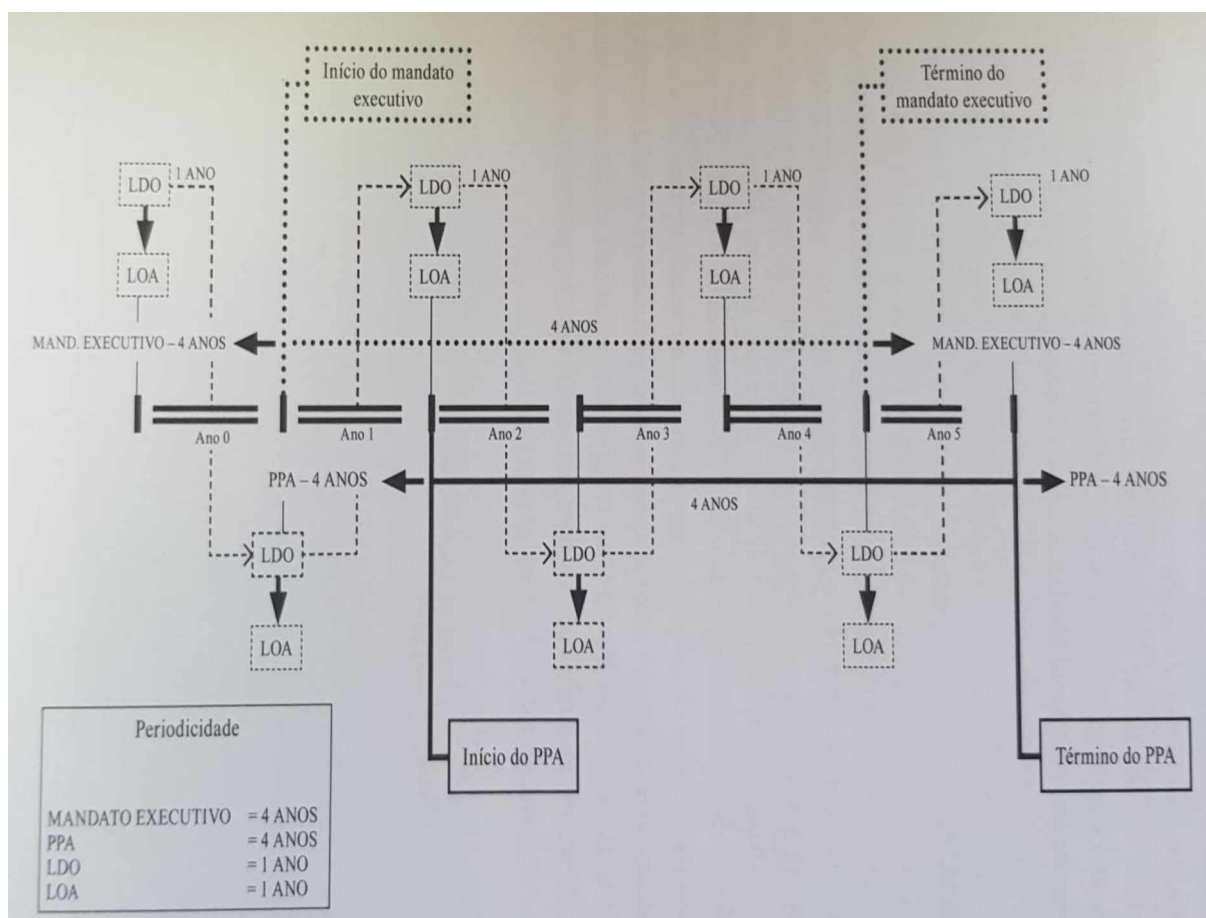 Início do mandato
executivo
Término do
mandato executivo
LDO
1 ANO
LDO
1 ANO
LDO
1 ANO
LDO
1 ANO
LOA
LOA
LOA
LOA
MAND. EXECUTIVO – 4 ANOS
4 ANOS
MAND. EXECUTIVO – 4 ANOS
Ano 0
Ano 1
Ano 2
Ano 3
Ano 4
Ano 5
PPA – 4 ANOS
4 ANOS
PPA – 4 ANOS
LDO
LDO
LDO
LOA
LOA
LOA
Início do PPA
Término do PPA
Periodicidade
MANDATO EXECUTIVO = 4 ANOS
PPA = 4 ANOS
LDO = 1 ANO
LOA = 1 ANO